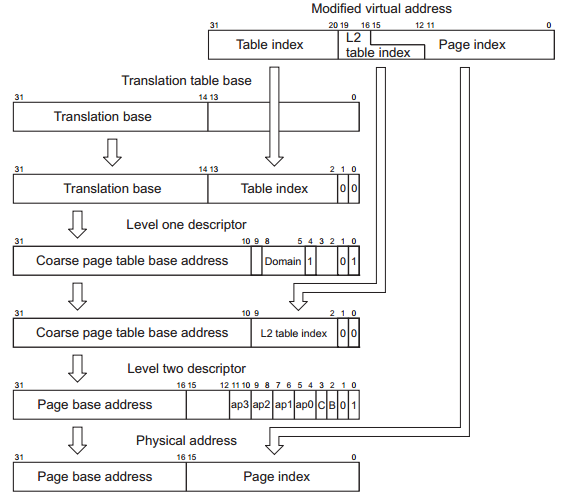 Modified virtual address
31 20 19 16 15 12 11 0
Table index L2 table index Page index
Translation table base
31 14 13 0
Translation base
31 14 13 2 1 0
Translation base Table index 0 0
Level one descriptor
31 10 9 8 5 4 3 2 1 0
Coarse page table base address Domain 1 0 1
31 10 9 2 1 0
Coarse page table base address L2 table index 0 0
Level two descriptor
31 16 15 12 11 10 9 8 7 6 5 4 3 2 1 0
Page base address ap3 ap2 ap1 ap0 C B 0 1
Physical address
31 16 15 0
Page base address Page index